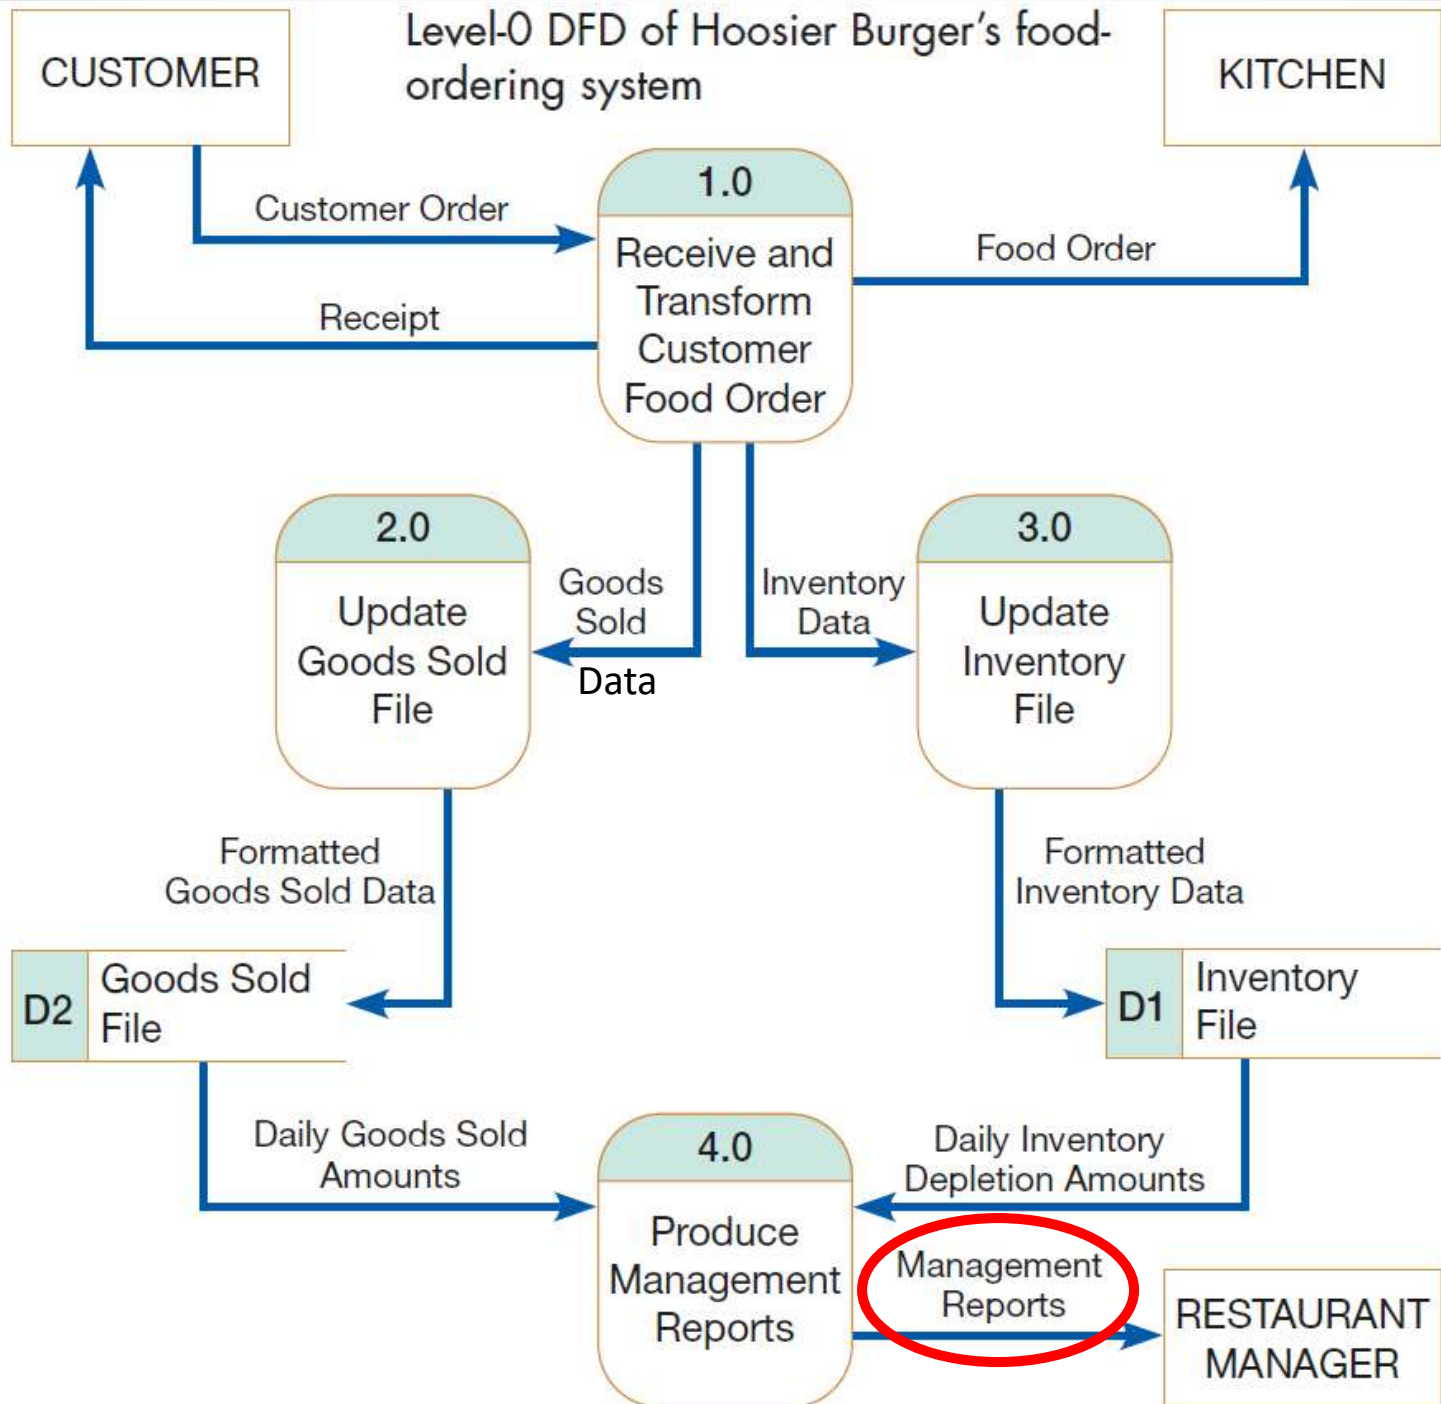 Level-0 DFD of Hoosier Burger's food-
ordering system
CUSTOMER
KITCHEN
1.0
Receive and
Transform
Customer
Food Order
Customer Order
Receipt
Food Order
2.0
Update
Goods Sold
File
Goods
Sold
Data
Inventory
Data
3.0
Update
Inventory
File
Formatted
Goods Sold Data
Formatted
Inventory Data
D2
Goods Sold
File
D1
Inventory
File
Daily Goods Sold
Amounts
4.0
Produce
Management
Reports
Daily Inventory
Depletion Amounts
Management
Reports
RESTAURANT
MANAGER